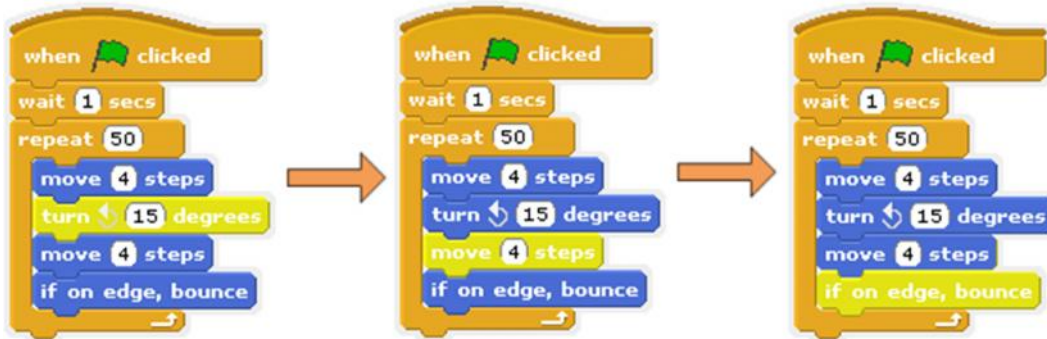 when clicked
wait 1 secs
repeat 50
move 4 steps
turn 15 degrees
move 4 steps
if on edge, bounce
when clicked
wait 1 secs
repeat 50
move 4 steps
turn 15 degrees
move 4 steps
if on edge, bounce
when clicked
wait 1 secs
repeat 50
move 4 steps
turn 15 degrees
move 4 steps
if on edge, bounce